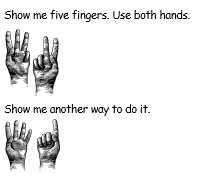 Show me five fingers. Use both hands.
Show me another way to do it.